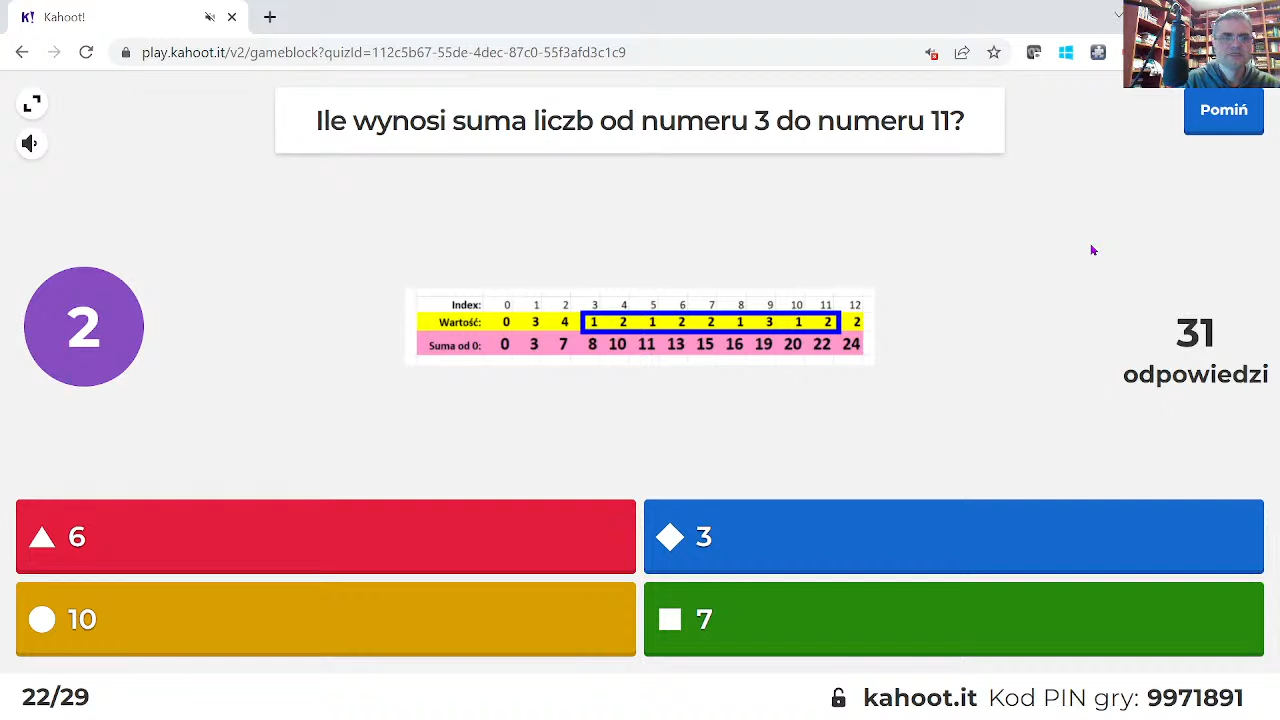 Kahoot!
play.kahoot.it/v2/gameblock?quizId=112c5b67-55de-4dee-87c0-55f3afd3c1c9
Ile wynosi suma liczb od numeru 3 do numeru 11?
Pomiń
2
Index: 0 1 2 3 4 5 6 7 8 9 10 11 12
Wartość: 0 3 4 1 2 1 2 2 1 3 1 2 2
Suma od 0: 0 3 7 8 10 11 13 15 16 19 20 22 24
31
odpowiedzi
6
3
10
7
22/29
kahoot.it Kod PIN gry: 9971891